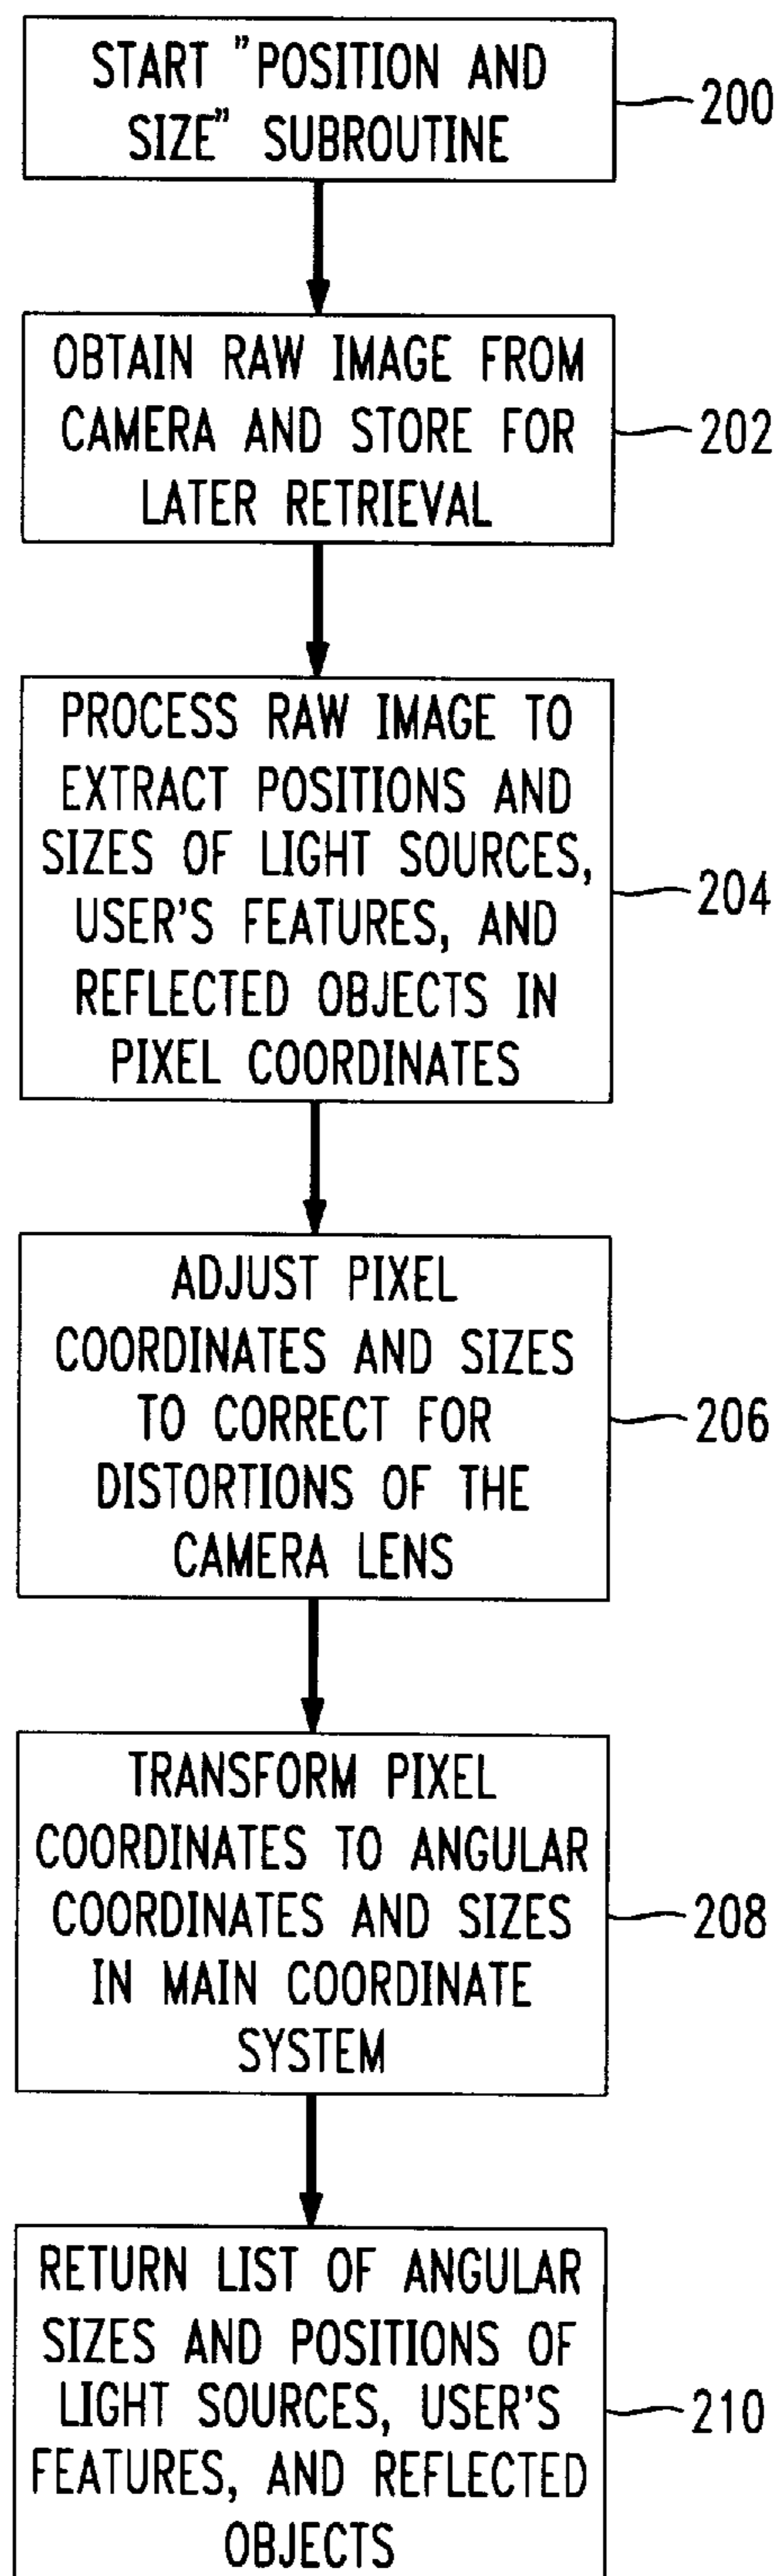 START "POSITION AND
SIZE" SUBROUTINE
200
OBTAIN RAW IMAGE FROM
CAMERA AND STORE FOR
LATER RETRIEVAL
202
PROCESS RAW IMAGE TO
EXTRACT POSITIONS AND
SIZES OF LIGHT SOURCES,
USER'S FEATURES, AND
REFLECTED OBJECTS IN
PIXEL COORDINATES
204
ADJUST PIXEL
COORDINATES AND SIZES
TO CORRECT FOR
DISTORTIONS OF THE
CAMERA LENS
206
TRANSFORM PIXEL
COORDINATES TO ANGULAR
COORDINATES AND SIZES
IN MAIN COORDINATE
SYSTEM
208
RETURN LIST OF ANGULAR
SIZES AND POSITIONS OF
LIGHT SOURCES, USER'S
FEATURES, AND REFLECTED
OBJECTS
210